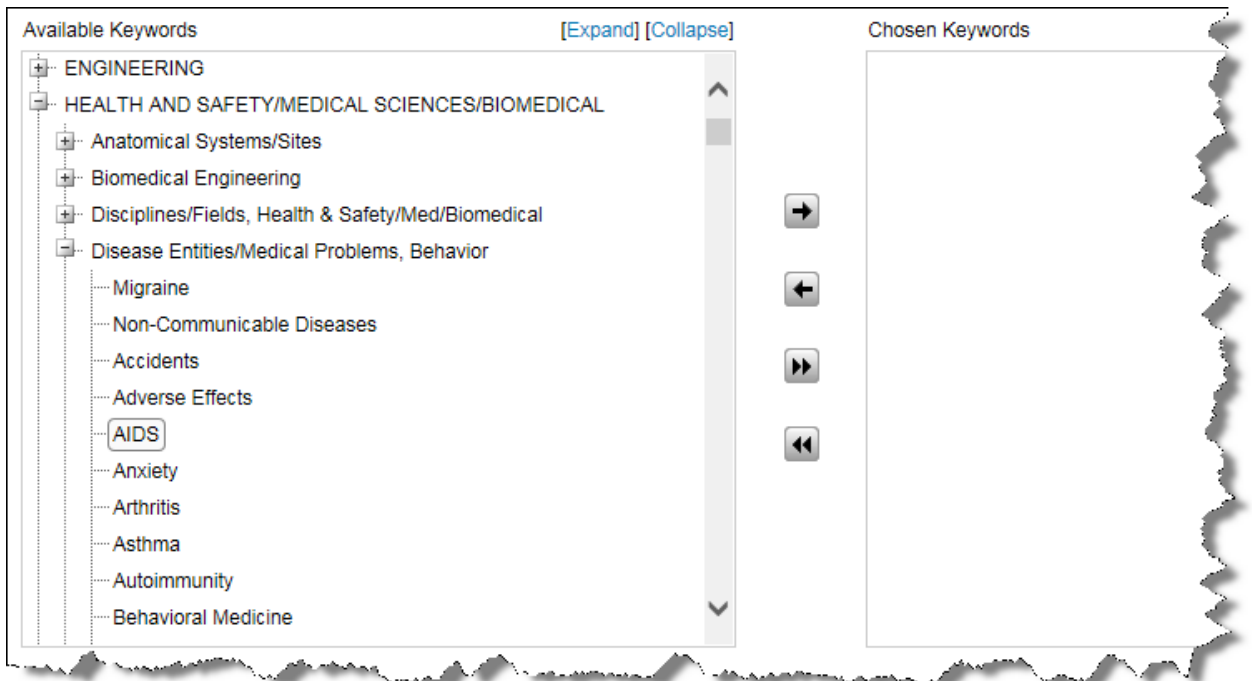 Available Keywords [Expand] [Collapse] Chosen Keywords
ENGINEERING
HEALTH AND SAFETY/MEDICAL SCIENCES/BIOMEDICAL
Anatomical Systems/Sites
Biomedical Engineering
Disciplines/Fields, Health & Safety/Med/Biomedical
Disease Entities/Medical Problems, Behavior
Migraine
Non-Communicable Diseases
Accidents
Adverse Effects
AIDS
Anxiety
Arthritis
Asthma
Autoimmunity
Behavioral Medicine